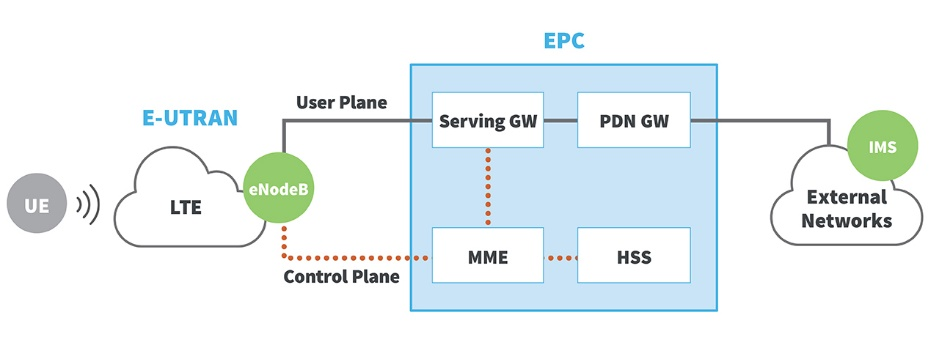 EPC
User Plane
E-UTRAN
Serving GW
PDN GW
IMS
UE
LTE
eNodeB
External
Networks
MME
HSS
Control Plane